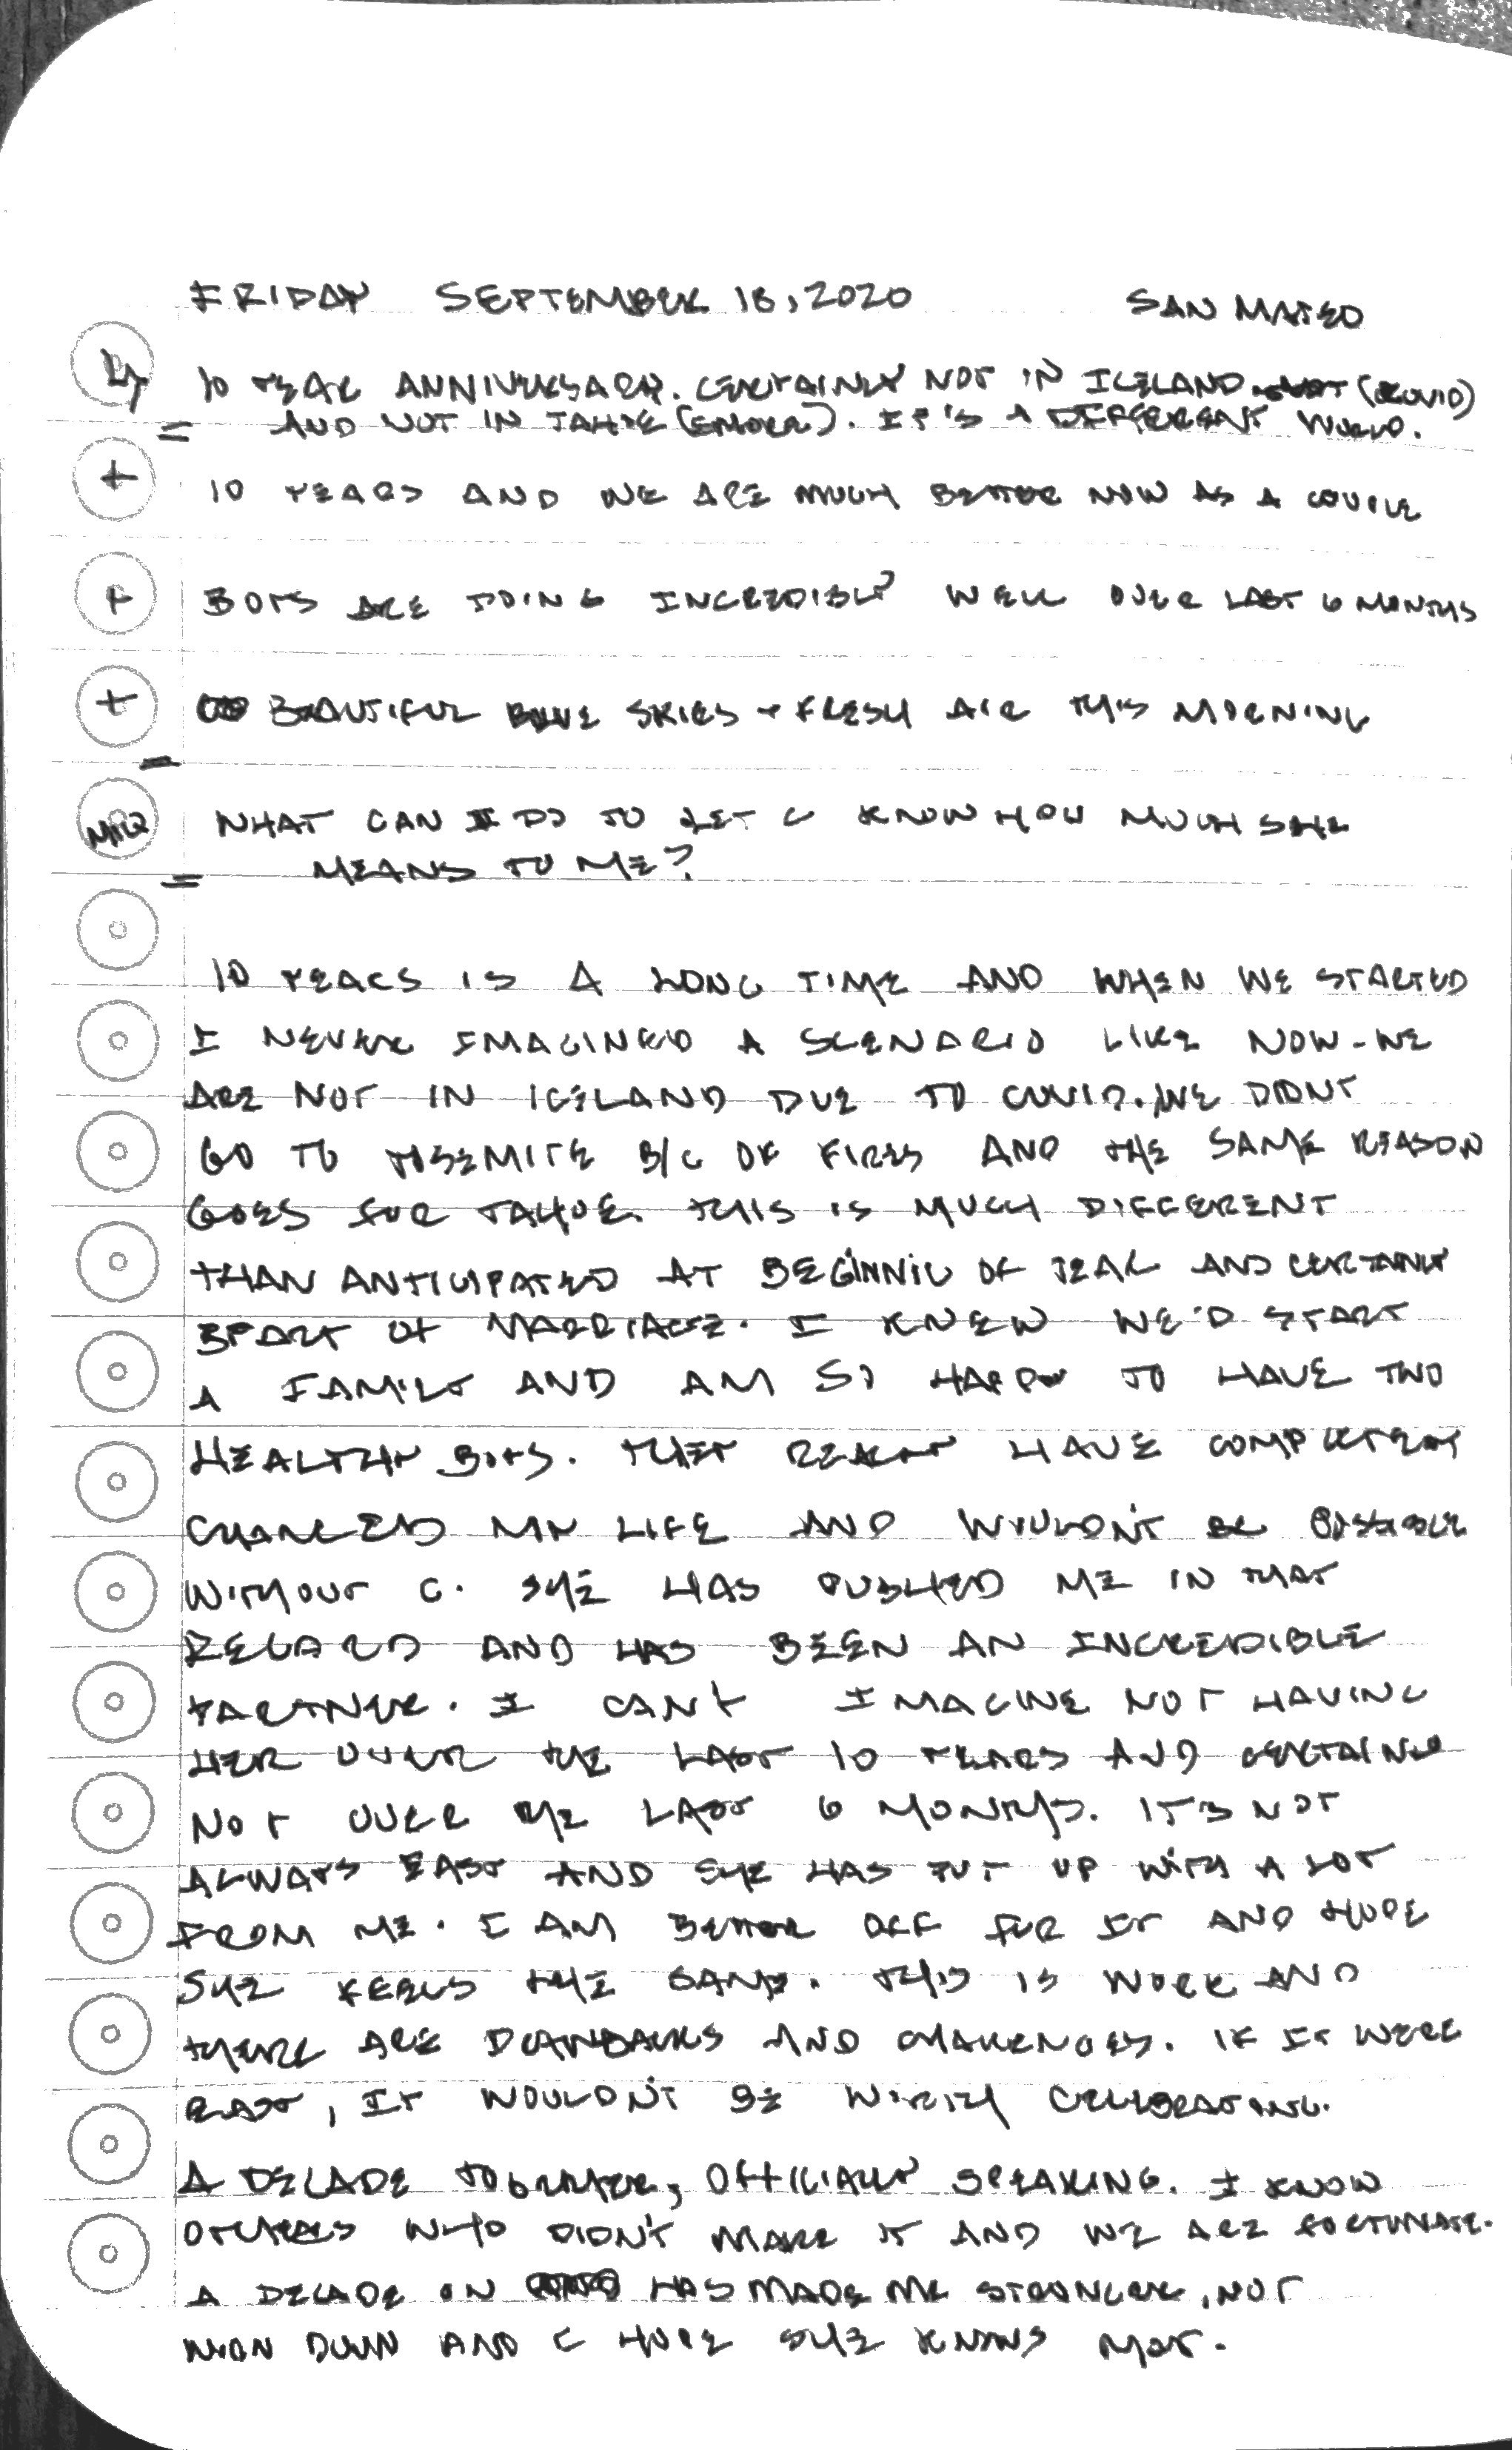 FRIDAY SEPTEMBER 18, 2020 SAN MATEO
10 YEAR ANNIVERSARY. CERTAINLY NOT IN ICELAND (COVID)
= AND NOT IN TAHOE (SMOKE). IT'S A DIFFERENT WORLD.
+ 10 YEARS AND WE ARE MUCH BETTER NOW AS A COUPLE
+ BOYS ARE DOING INCREDIBLY WELL OVER LAST 6 MONTHS
+ BEAUTIFUL BLUE SKIES + FRESH AIR THIS MORNING
=
WHAT CAN I DO TO LET C KNOW HOW MUCH SHE
= MEANS TO ME?
10 YEARS IS A LONG TIME AND WHEN WE STARTED
I NEVER IMAGINED A SCENARIO LIKE NOW - WE
ARE NOT IN ICELAND DUE TO COVID. WE DIDNT
GO TO YOSEMITE B/C OF FIRES AND THE SAME REASON
GOES FOR TAHOE. THIS IS MUCH DIFFERENT
THAN ANTICIPATED AT BEGINNIG OF YEAR AND CERTAINLY
OF MARRIAGE. I KNEW WE'D START
A FAMILY AND AM SO HAPPY TO HAVE TWO
HEALTHY BOYS. THEY REALLY HAVE COMPLETELY
CHANGED MY LIFE AND WOULDN'T BE POSSIBLE
WITHOUT C. SHE HAS PUSHED ME IN THAT
REGARD AND HAS BEEN AN INCREDIBLE
PARTNER. I CAN'T IMAGINE NOT HAVING
HER OVER THE LAST 10 YEARS AND CERTAINLY
NOT OVER THE LAST 6 MONTHS. IT'S NOT
ALWAYS EASY AND SHE HAS PUT UP WITH A LOT
FROM ME. I AM BETTER OFF FOR IT AND HOPE
SHE FEELS THE SAME. THIS IS WORK AND
THERE ARE DRAWBACKS AND CHALLENGES. IF IT WERE
EASY, IT WOULDN'T BE WORTH CELEBRATING.
A DECADE TOGETHER, OFFICIALLY SPEAKING. I KNOW
OTHERS WHO DIDN'T MAKE IT AND WE ARE FORTUNATE.
A DECADE ON HAS MADE ME STRONGER, NOT
WORN DOWN AND I HOPE SHE KNOWS THAT.